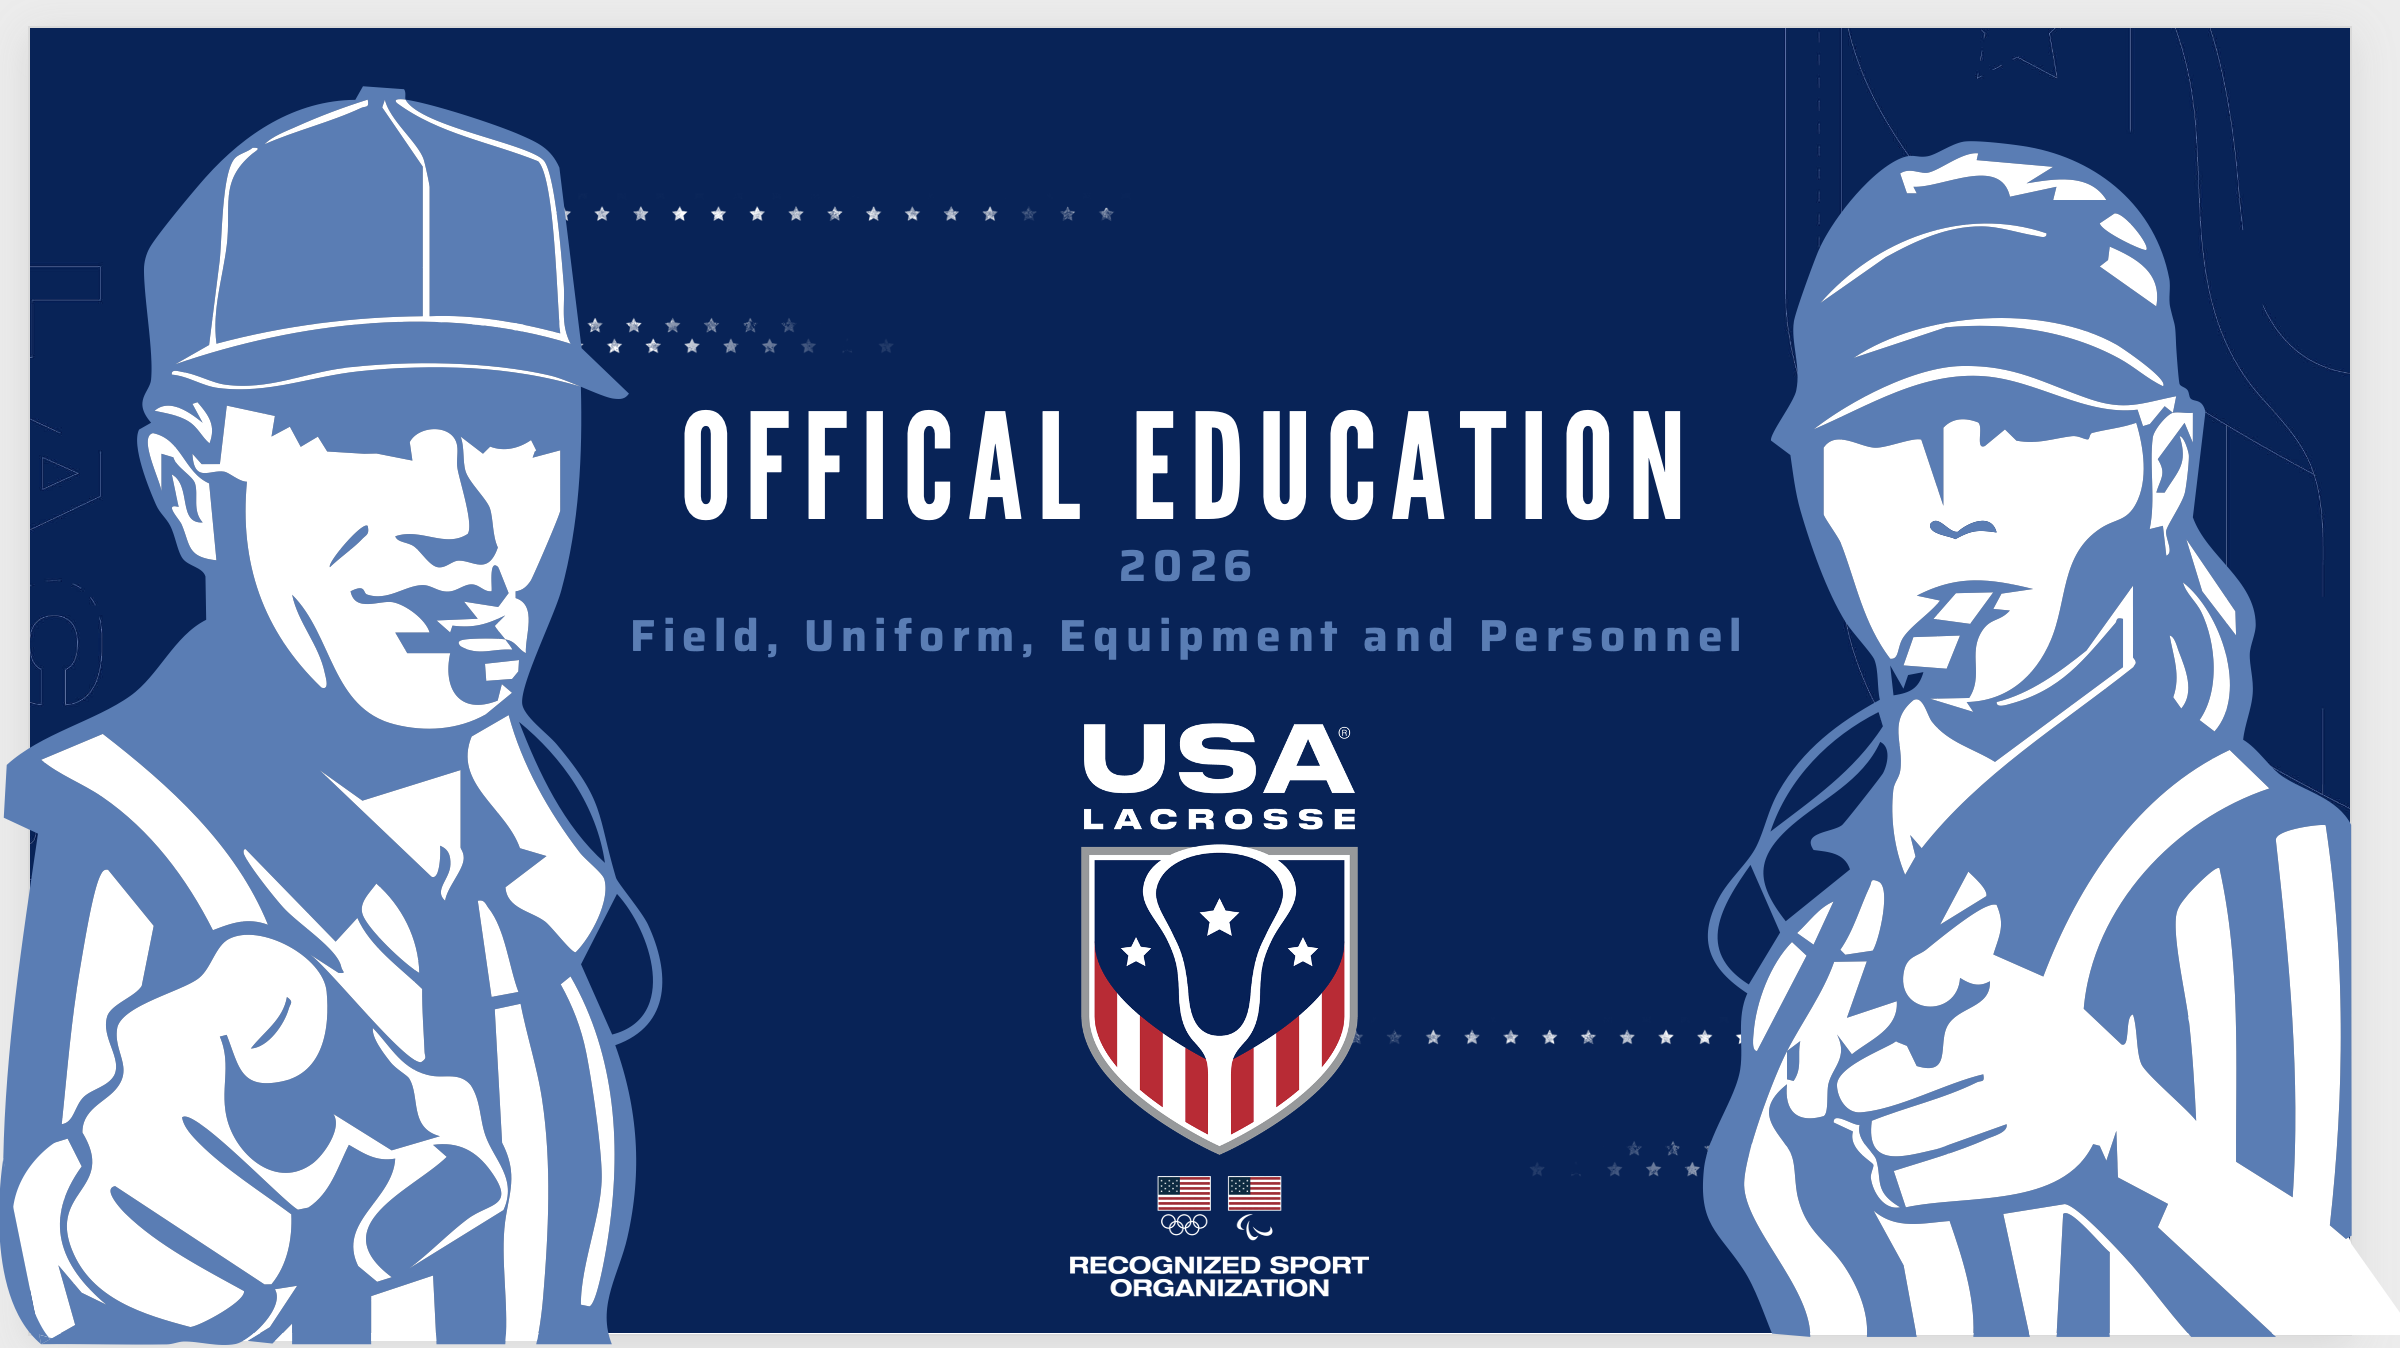 OFFICAL EDUCATION
2026
Field, Uniform, Equipment and Personnel
USA®
LACROSSE
RECOGNIZED SPORT
ORGANIZATION